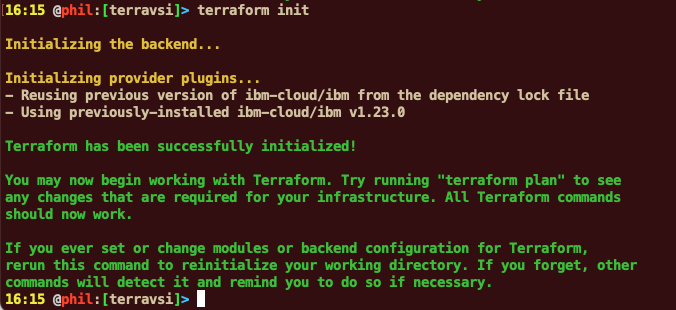 16:15 @phil:[terravsi]> terraform init
Initializing the backend...
Initializing provider plugins...
- Reusing previous version of ibm-cloud/ibm from the dependency lock file
- Using previously-installed ibm-cloud/ibm v1.23.0
Terraform has been successfully initialized!
You may now begin working with Terraform. Try running "terraform plan" to see
any changes that are required for your infrastructure. All Terraform commands
should now work.
If you ever set or change modules or backend configuration for Terraform,
rerun this command to reinitialize your working directory. If you forget, other
commands will detect it and remind you to do so if necessary.
16:15 @phil:[terravsi]>